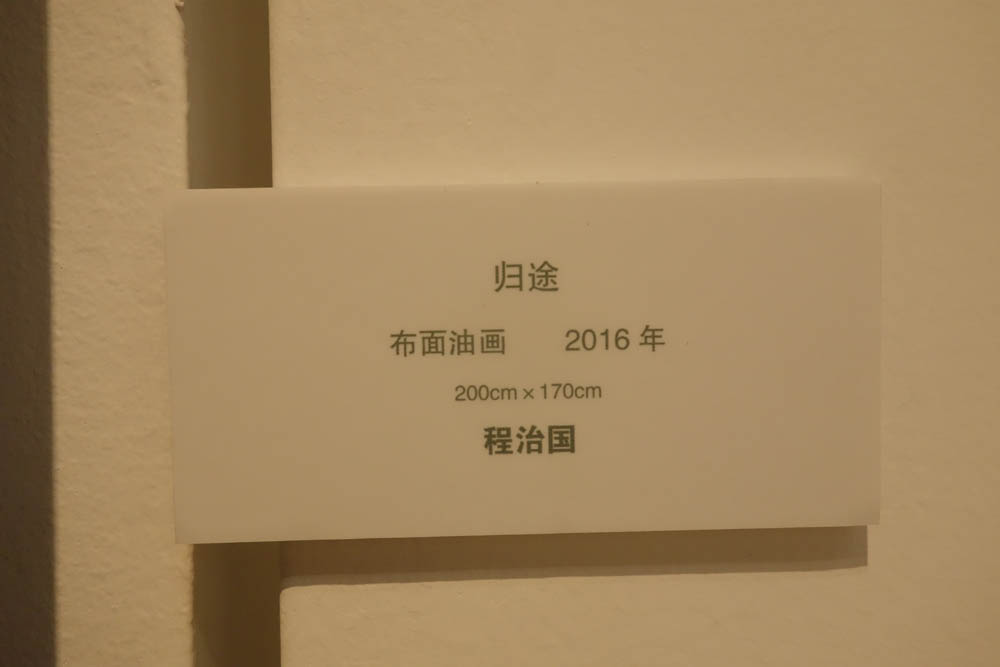 归途
布面油画 2016 年
200cm×170cm
程治国